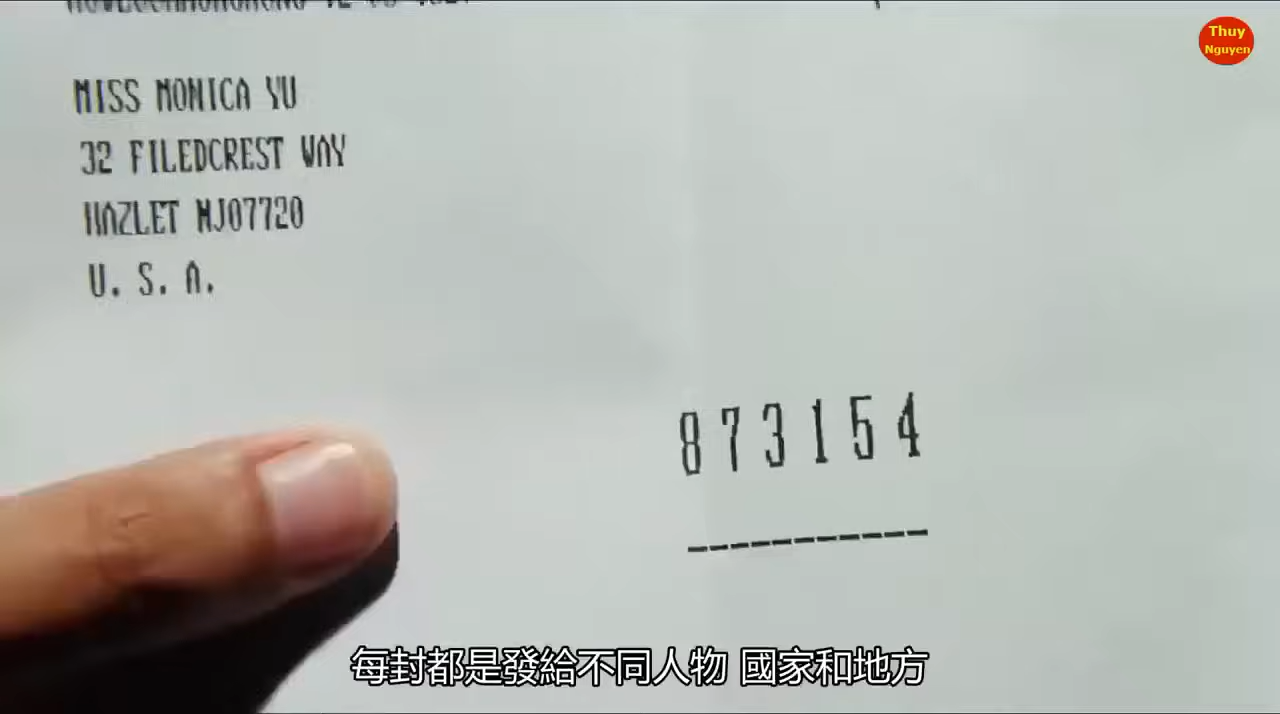 Thuy
Nguyen
MISS MONICA YU
32 FILEDCREST WAY
HAZLET NJ07720
U. S. A.
873154
每封都是發給不同人物 國家和地方